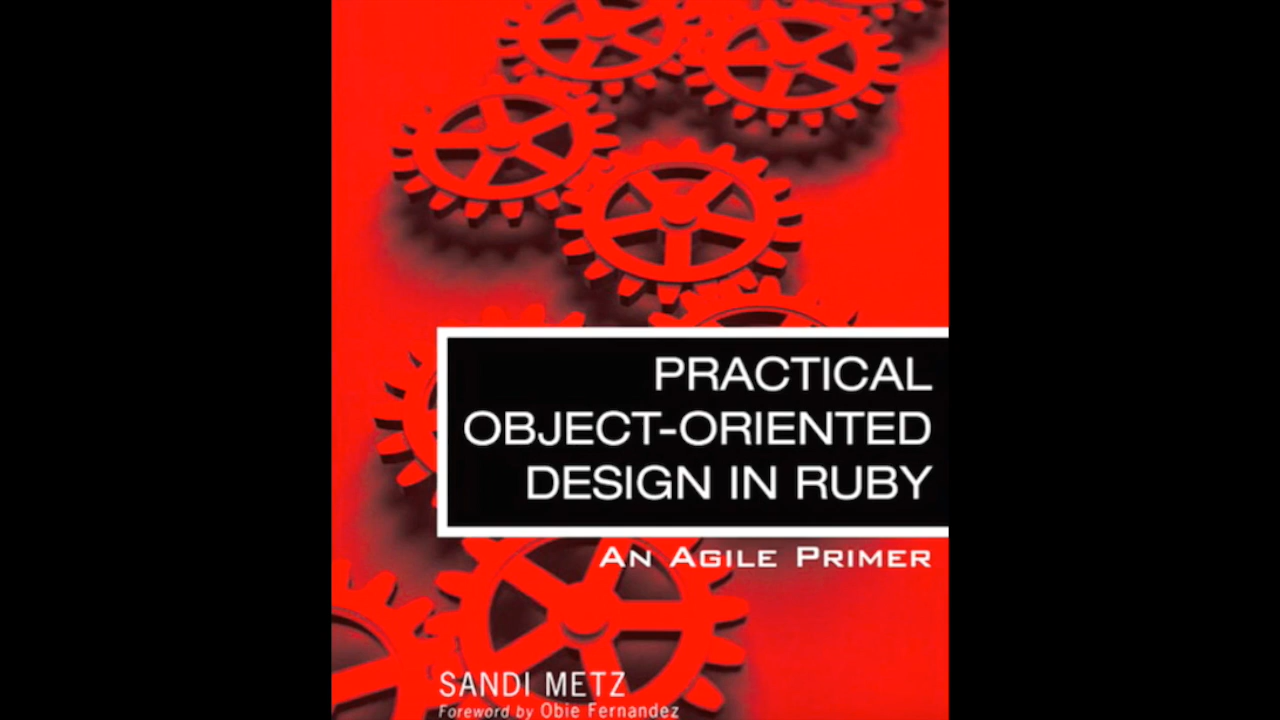 PRACTICAL
OBJECT-ORIENTED
DESIGN IN RUBY
AN AGILE PRIMER
SANDI METZ
Foreword by Obie Fernandez